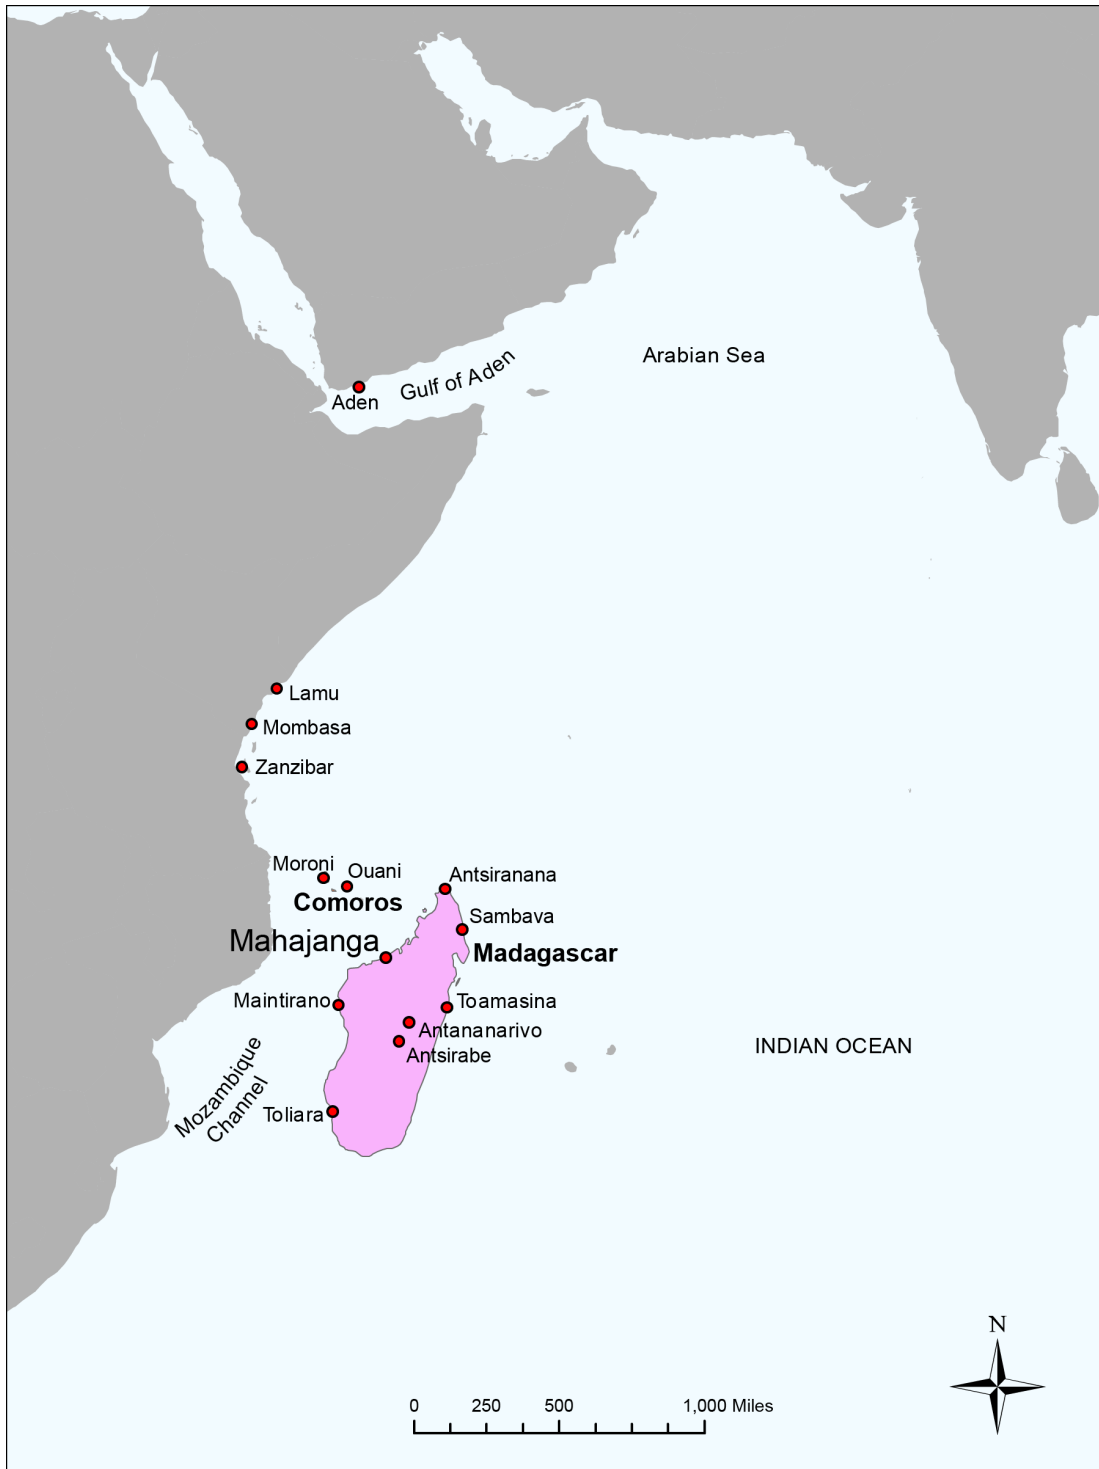 Arabian Sea
Gulf of Aden
Aden
Lamu
Mombasa
Zanzibar
Moroni
Ouani
Comoros
Antsiranana
Sambava
Mahajanga
Madagascar
Maintirano
Toamasina
Antananarivo
Antsirabe
INDIAN OCEAN
Mozambique
Channel
Toliara
N
0 250 500 1,000 Miles